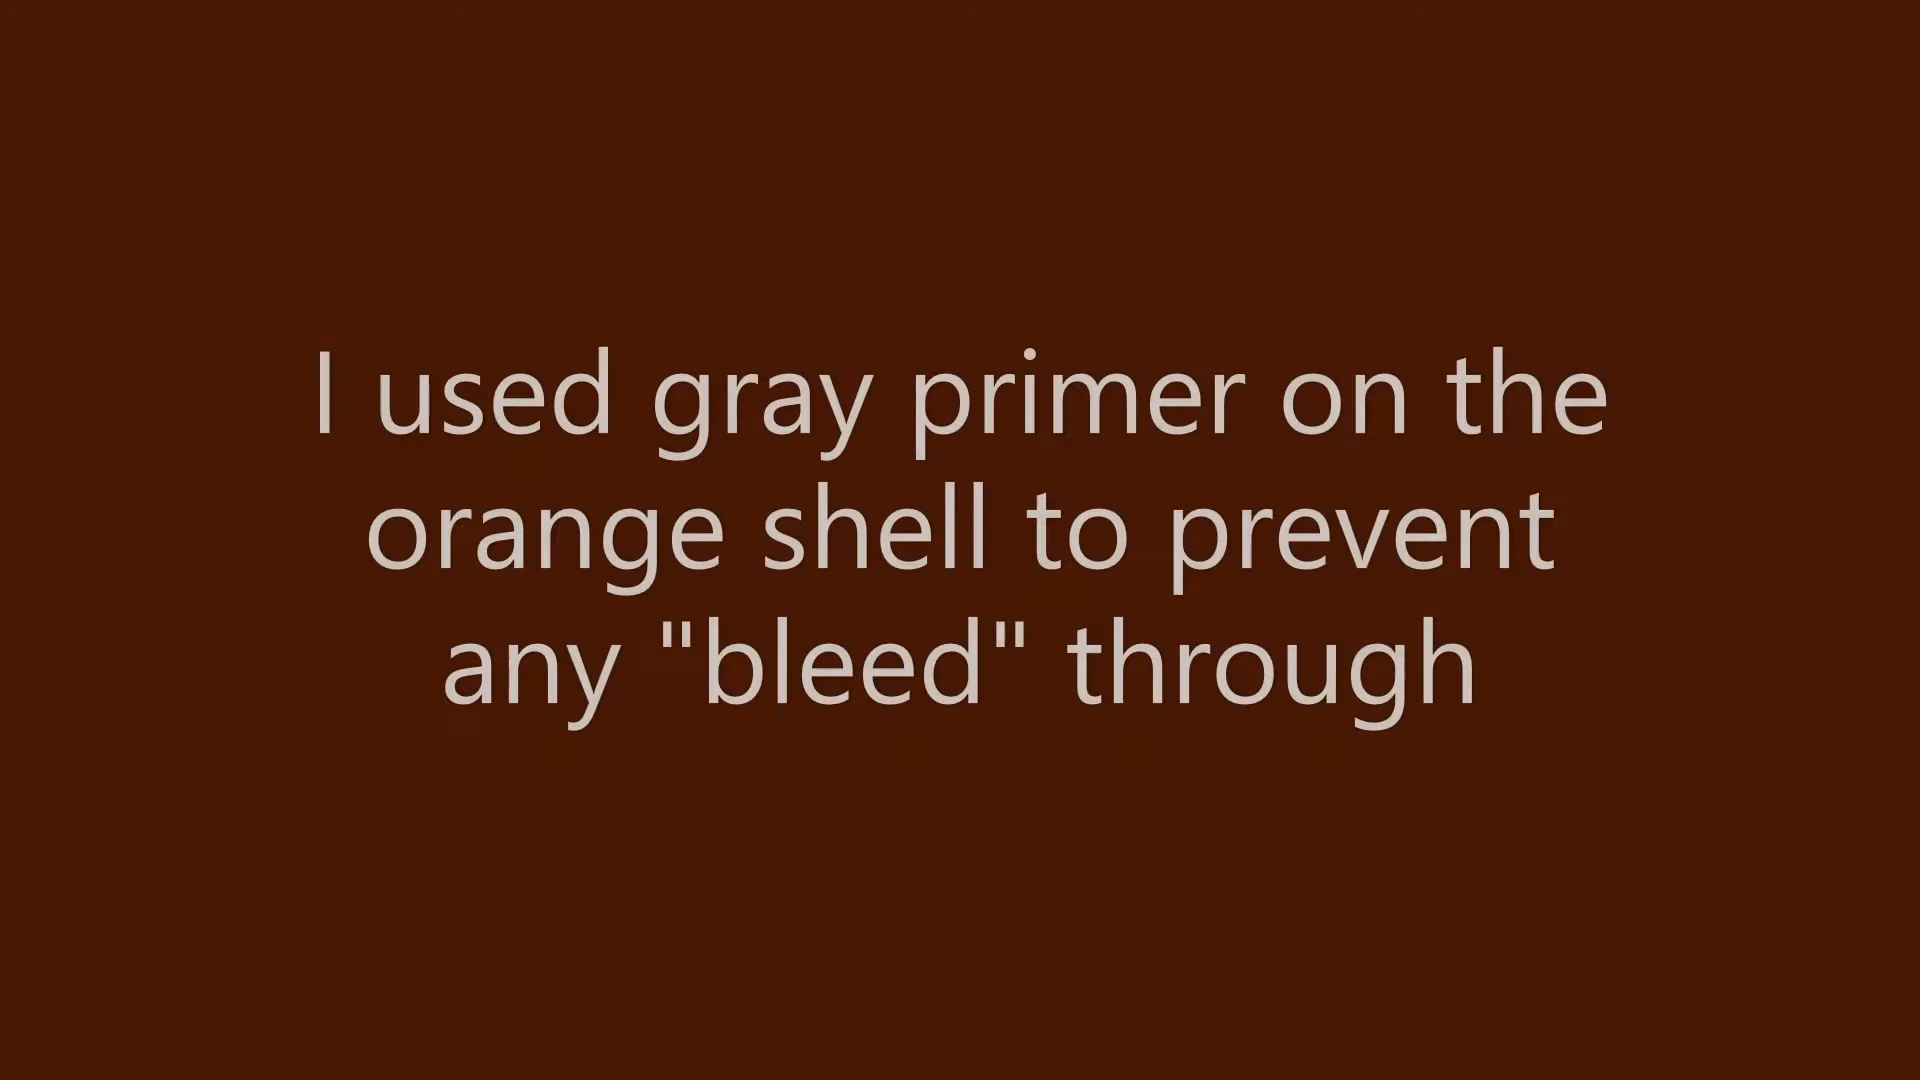 I used gray primer on the
orange shell to prevent
any "bleed" through